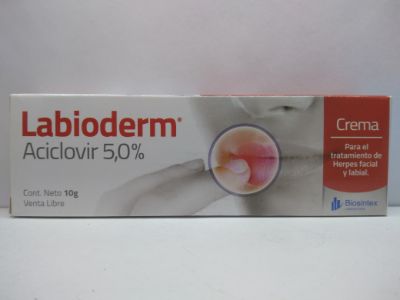 Labioderm®
Aciclovir 5,0%
Cont. Neto 10g
Venta Libre
Crema
Para el
tratamiento de
Herpes facial
y labial.
Biosintex